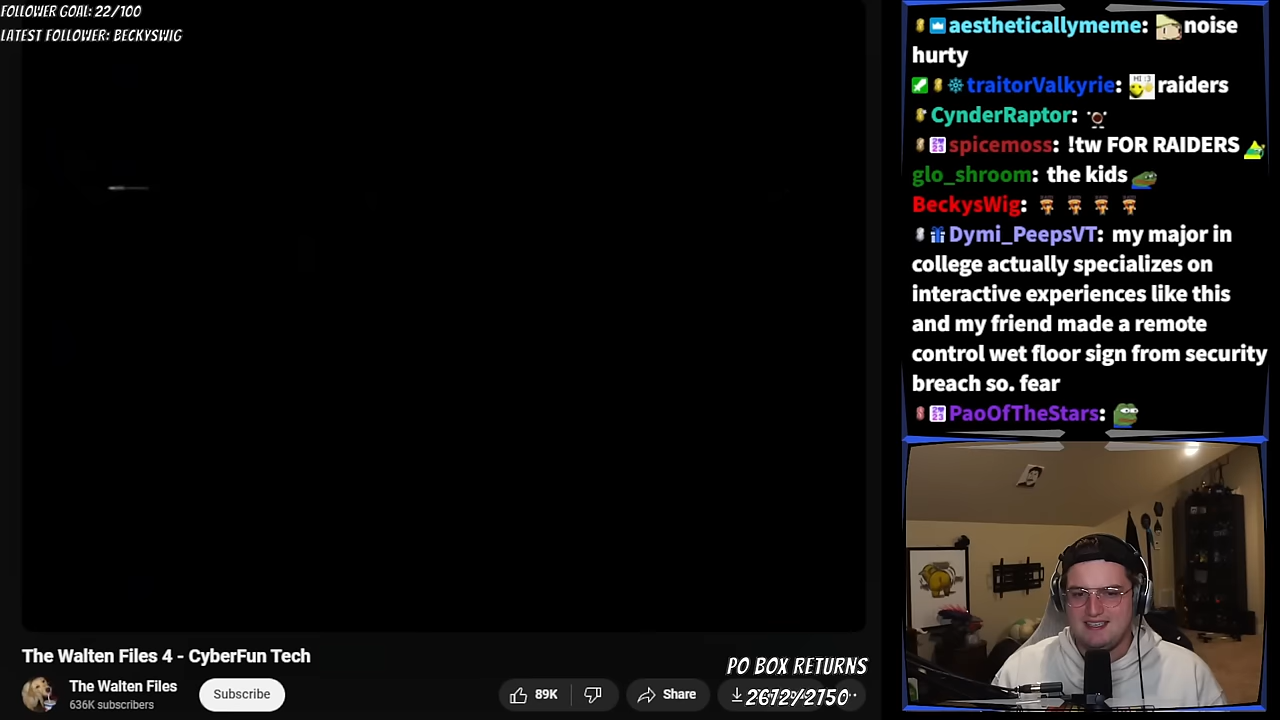 FOLLOWER GOAL: 22/100
LATEST FOLLOWER: BECKYSWIG
aestheticallymeme: noise
hurty
traitorValkyrie: raiders
CynderRaptor:
spicemoss: !tw FOR RAIDERS
glo_shroom: the kids
BeckysWig:
Dymi_PeepsVT: my major in
college actually specializes on
interactive experiences like this
and my friend made a remote
control wet floor sign from security
breach so. fear
PaoOfTheStars:
The Walten Files 4 - CyberFun Tech
The Walten Files
636K subscribers
Subscribe
89K
Share
PO BOX RETURNS
2672/2750